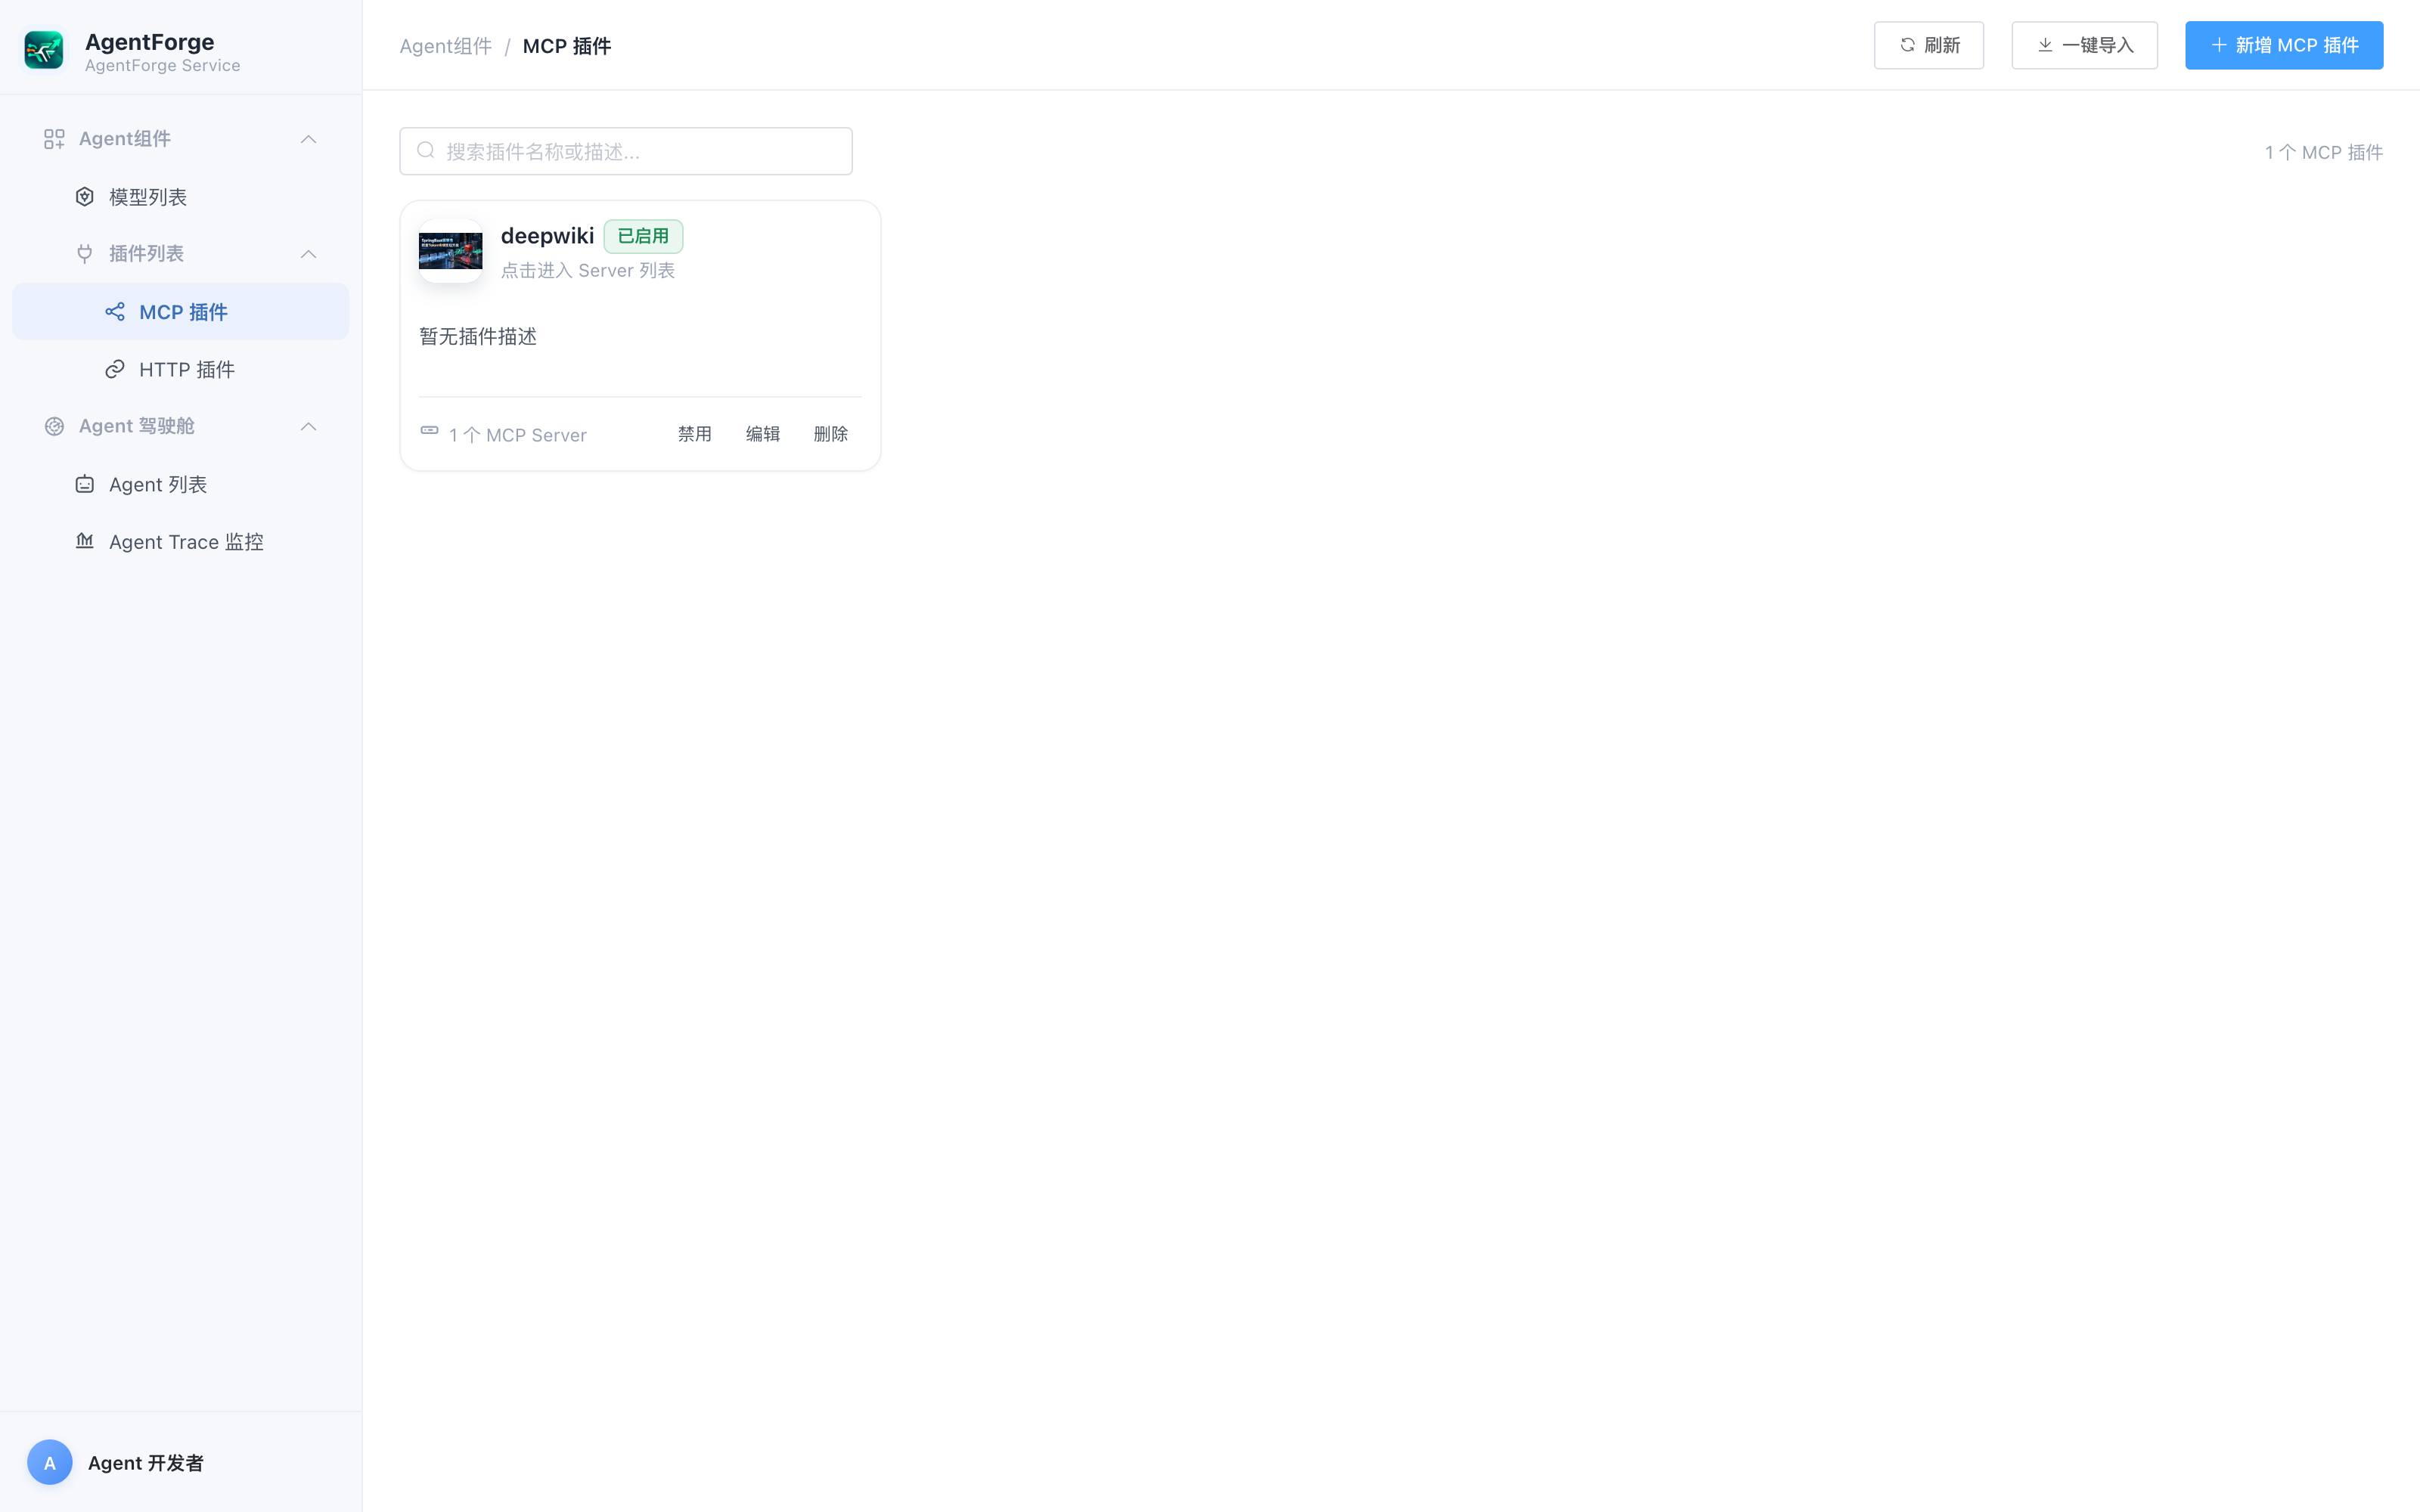 AgentForge
AgentForge Service
Agent组件
模型列表
插件列表
MCP 插件
HTTP 插件
Agent 驾驶舱
Agent 列表
Agent Trace 监控
A
Agent 开发者
Agent组件 / MCP 插件
刷新
一键导入
新增 MCP 插件
搜索插件名称或描述...
1 个 MCP 插件
deepwiki 已启用
点击进入 Server 列表
暂无插件描述
1 个 MCP Server 禁用 编辑 删除